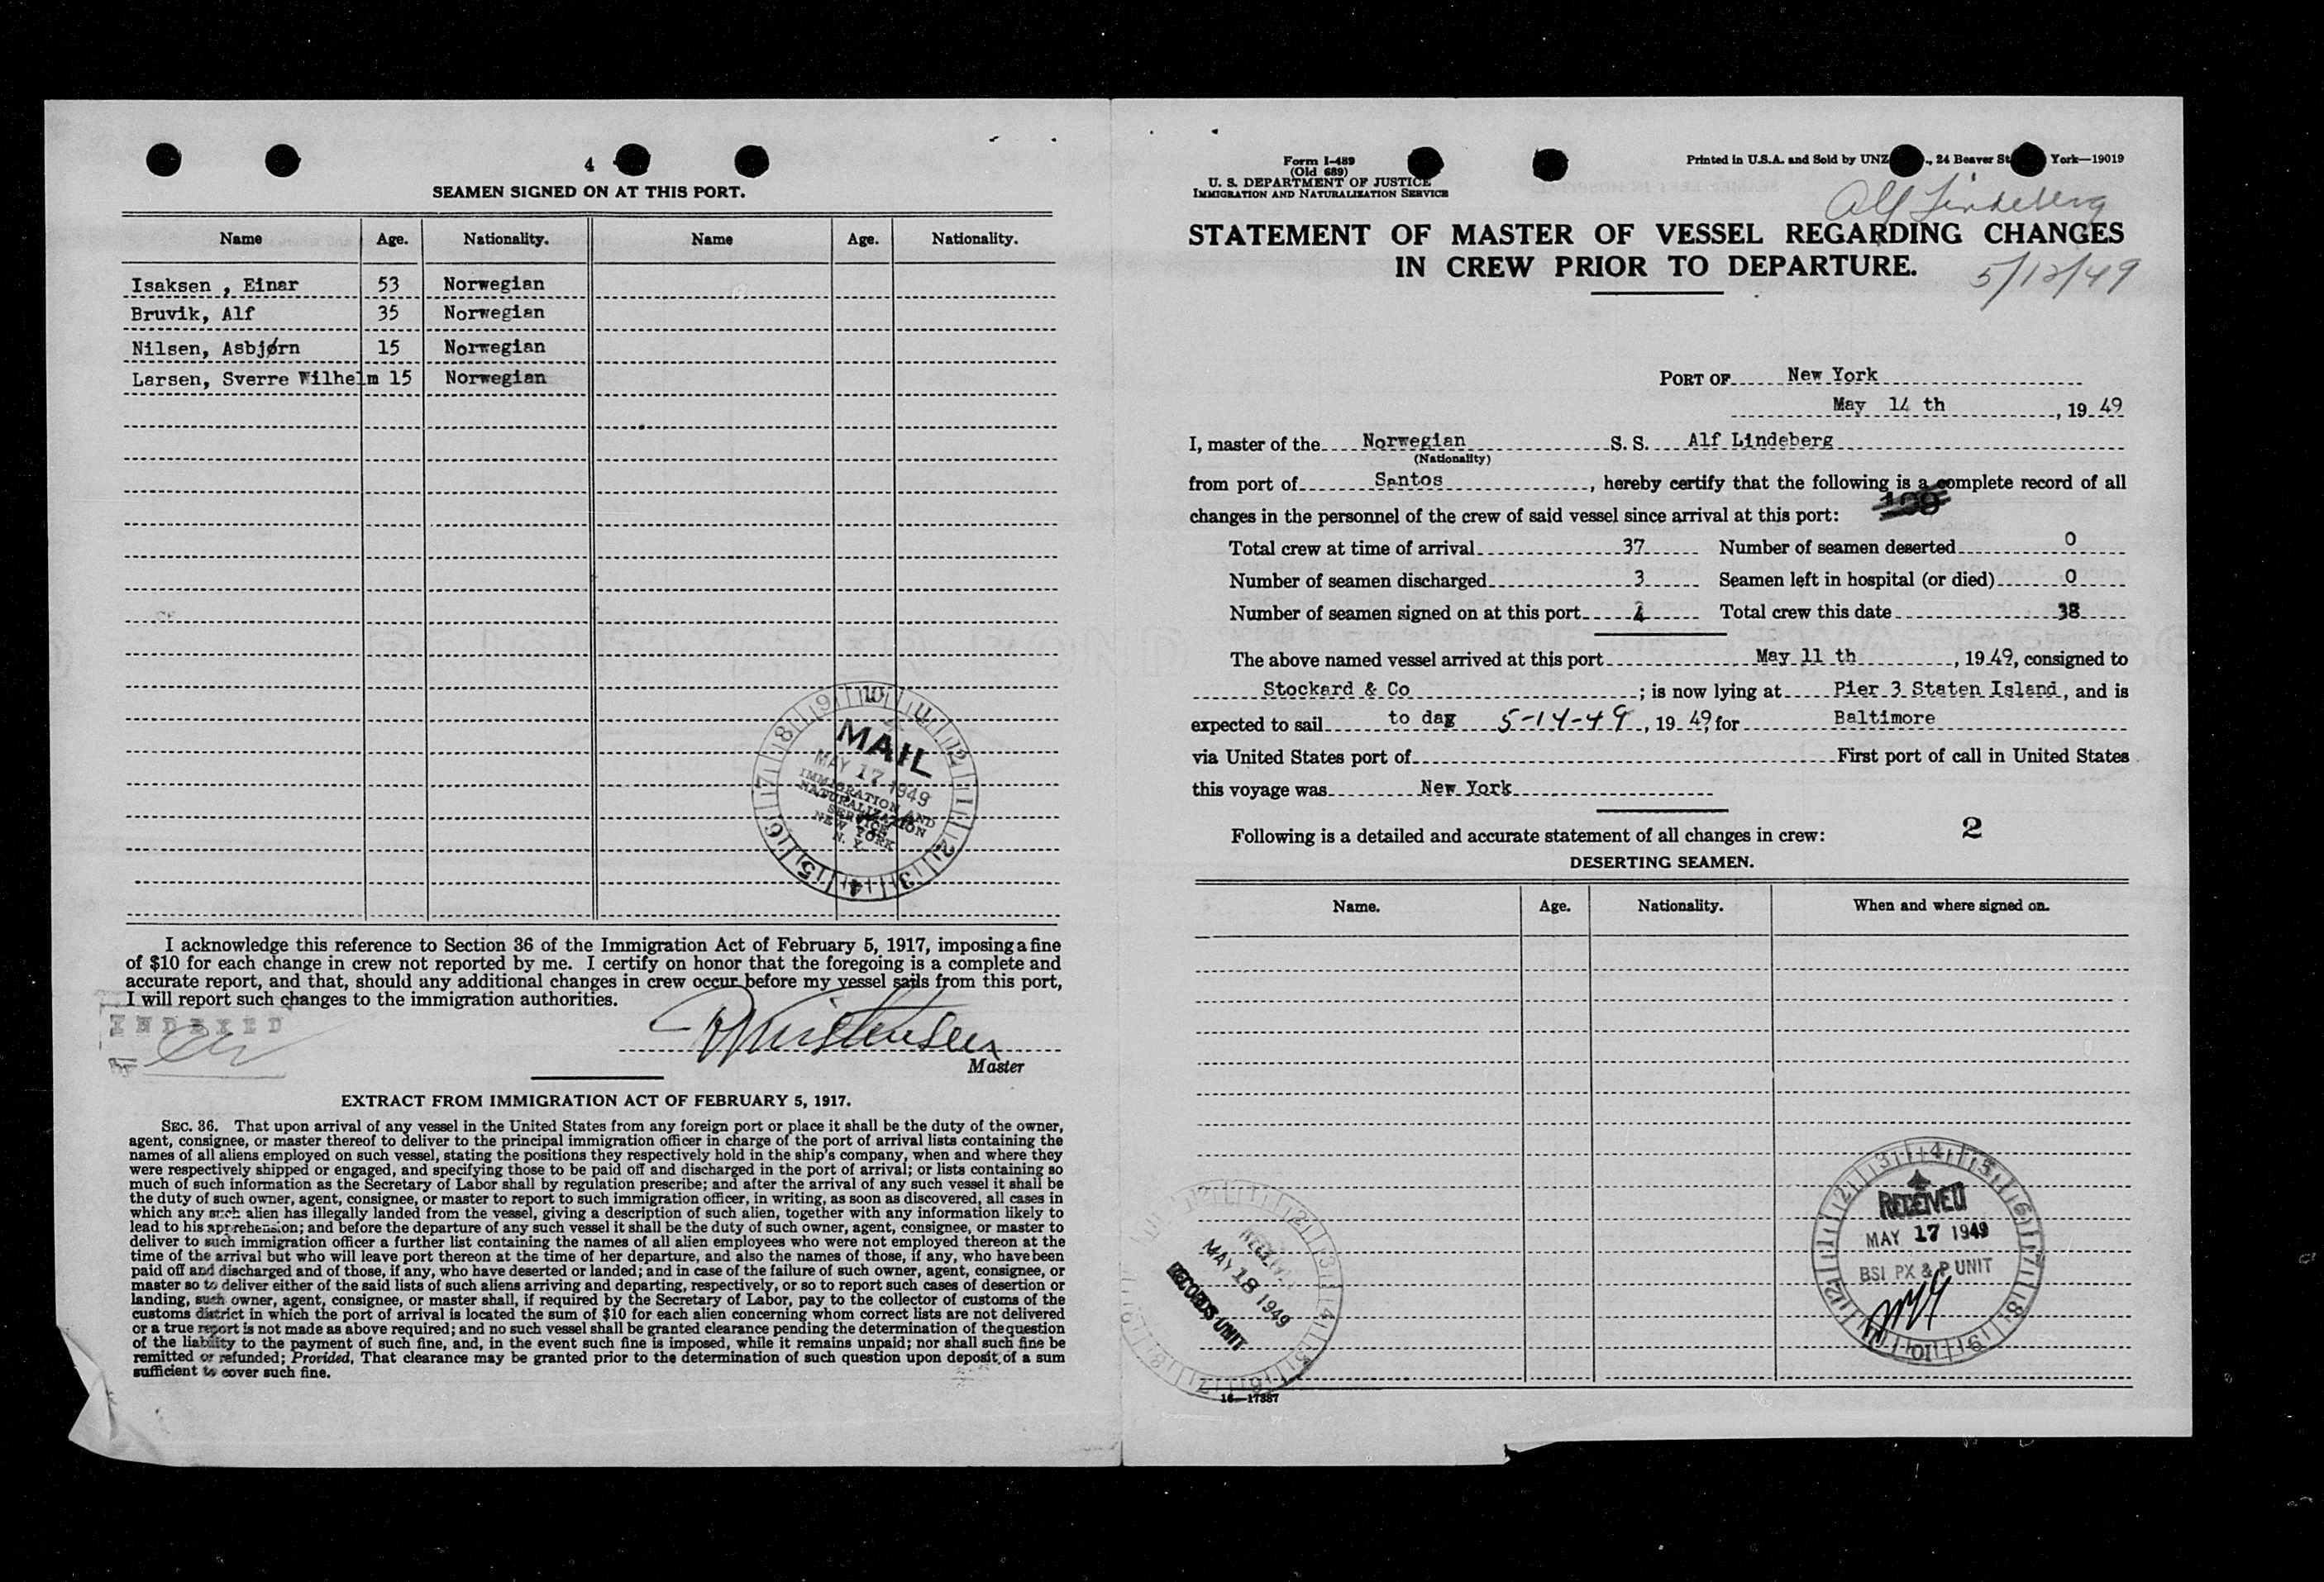 4
SEAMEN SIGNED ON AT THIS PORT.
Name Age. Nationality. Name Age. Nationality.
Isaksen , Einar 53 Norwegian
Bruvik, Alf 35 Norwegian
Nilsen, Asbjørn 15 Norwegian
Larsen, Sverre Wilhelm 15 Norwegian
MAIL
MAY 17 1949
IMMIGRATION AND
NATURALIZATION
SERVICE
NEW YORK
N. Y.
I acknowledge this reference to Section 36 of the Immigration Act of February 5, 1917, imposing a fine
of $10 for each change in crew not reported by me. I certify on honor that the foregoing is a complete and
accurate report, and that, should any additional changes in crew occur before my vessel sails from this port,
I will report such changes to the immigration authorities.
INDEXED
Master
EXTRACT FROM IMMIGRATION ACT OF FEBRUARY 5, 1917.
SEC. 36. That upon arrival of any vessel in the United States from any foreign port or place it shall be the duty of the owner,
agent, consignee, or master thereof to deliver to the principal immigration officer in charge of the port of arrival lists containing the
names of all aliens employed on such vessel, stating the positions they respectively hold in the ship's company, when and where they
were respectively shipped or engaged, and specifying those to be paid off and discharged in the port of arrival; or lists containing so
much of such information as the Secretary of Labor shall by regulation prescribe; and after the arrival of any such vessel it shall be
the duty of such owner, agent, consignee, or master to report to such immigration officer, in writing, as soon as discovered, all cases in
which any such alien has illegally landed from the vessel, giving a description of such alien, together with any information likely to
lead to his apprehension; and before the departure of any such vessel it shall be the duty of such owner, agent, consignee, or master to
deliver to such immigration officer a further list containing the names of all alien employees who were not employed thereon at the
time of the arrival but who will leave port thereon at the time of her departure, and also the names of those, if any, who have been
paid off and discharged and of those, if any, who have deserted or landed; and in case of the failure of such owner, agent, consignee, or
master so to deliver either of the said lists of such aliens arriving and departing, respectively, or so to report such cases of desertion or
landing, such owner, agent, consignee, or master shall, if required by the Secretary of Labor, pay to the collector of customs of the
customs district in which the port of arrival is located the sum of $10 for each alien concerning whom correct lists are not delivered
or a true report is not made as above required; and no such vessel shall be granted clearance pending the determination of the question
of the liability to the payment of such fine, and, in the event such fine is imposed, while it remains unpaid; nor shall such fine be
remitted or refunded; Provided, That clearance may be granted prior to the determination of such question upon deposit of a sum
sufficient to cover such fine.
Form I-489
(Old 689)
U. S. DEPARTMENT OF JUSTICE
IMMIGRATION AND NATURALIZATION SERVICE
Printed in U.S.A. and Sold by UNZ ., 24 Beaver St York—19019
Alf Lindeberg
STATEMENT OF MASTER OF VESSEL REGARDING CHANGES
IN CREW PRIOR TO DEPARTURE.
5/12/49
PORT OF New York
May 14 th , 19 49
I, master of the Norwegian S. S. Alf Lindeberg
(Nationality)
from port of Santos , hereby certify that the following is a complete record of all
changes in the personnel of the crew of said vessel since arrival at this port:
Total crew at time of arrival 37 Number of seamen deserted 0
Number of seamen discharged 3 Seamen left in hospital (or died) 0
Number of seamen signed on at this port 4 Total crew this date 38
The above named vessel arrived at this port May 11 th , 19 49, consigned to
Stockard & Co ; is now lying at Pier 3 Staten Island , and is
expected to sail to day 5-14-49 , 19 49, for Baltimore
via United States port of First port of call in United States
this voyage was New York
Following is a detailed and accurate statement of all changes in crew: 2
DESERTING SEAMEN.
Name. Age. Nationality. When and where signed on.
RECEIVED
MAY 17 1949
BSI PX & P UNIT
MAY 18 1949
RECORDS UNIT
16—17387